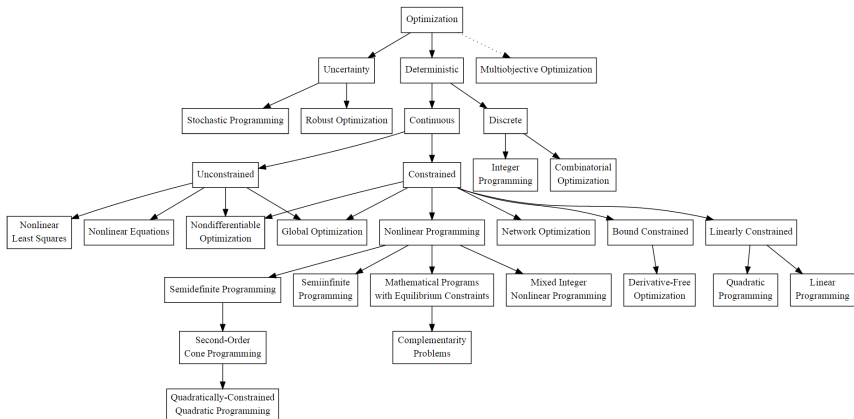 Optimization
Uncertainty
Deterministic
Multiobjective Optimization
Stochastic Programming
Robust Optimization
Continuous
Discrete
Unconstrained
Constrained
Integer
Programming
Combinatorial
Optimization
Nonlinear
Least Squares
Nonlinear Equations
Nondifferentiable
Optimization
Global Optimization
Nonlinear Programming
Network Optimization
Bound Constrained
Linearly Constrained
Semidefinite Programming
Semiinfinite
Programming
Mathematical Programs
with Equilibrium Constraints
Mixed Integer
Nonlinear Programming
Derivative-Free
Optimization
Quadratic
Programming
Linear
Programming
Second-Order
Cone Programming
Complementarity
Problems
Quadratically-Constrained
Quadratic Programming